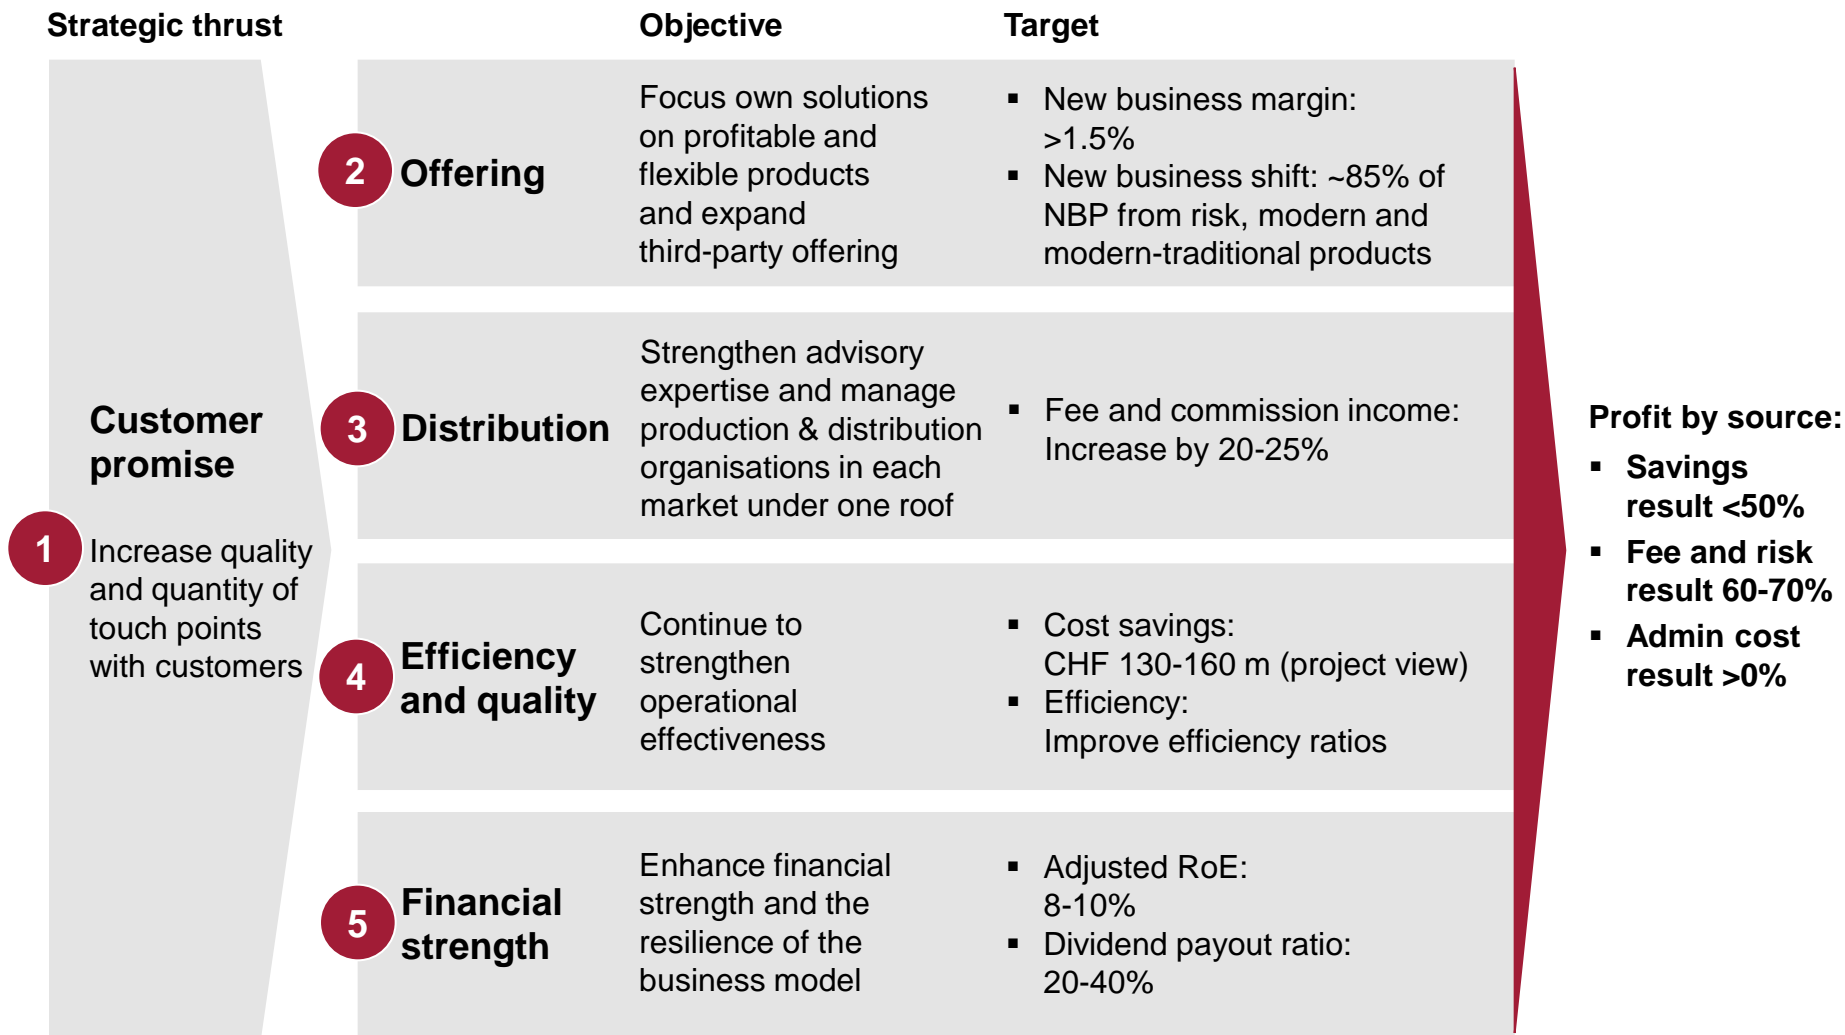 Strategic thrust
Objective
Target
1
Customer
promise
Increase quality
and quantity of
touch points
with customers
2
Offering
Focus own solutions
on profitable and
flexible products
and expand
third-party offering
▪ New business margin:
>1.5%
▪ New business shift: ~85% of
NBP from risk, modern and
modern-traditional products
3
Distribution
Strengthen advisory
expertise and manage
production & distribution
organisations in each
market under one roof
▪ Fee and commission income:
Increase by 20-25%
4
Efficiency
and quality
Continue to
strengthen
operational
effectiveness
▪ Cost savings:
CHF 130-160 m (project view)
▪ Efficiency:
Improve efficiency ratios
5
Financial
strength
Enhance financial
strength and the
resilience of the
business model
▪ Adjusted RoE:
8-10%
▪ Dividend payout ratio:
20-40%
Profit by source:
▪ Savings
result <50%
▪ Fee and risk
result 60-70%
▪ Admin cost
result >0%